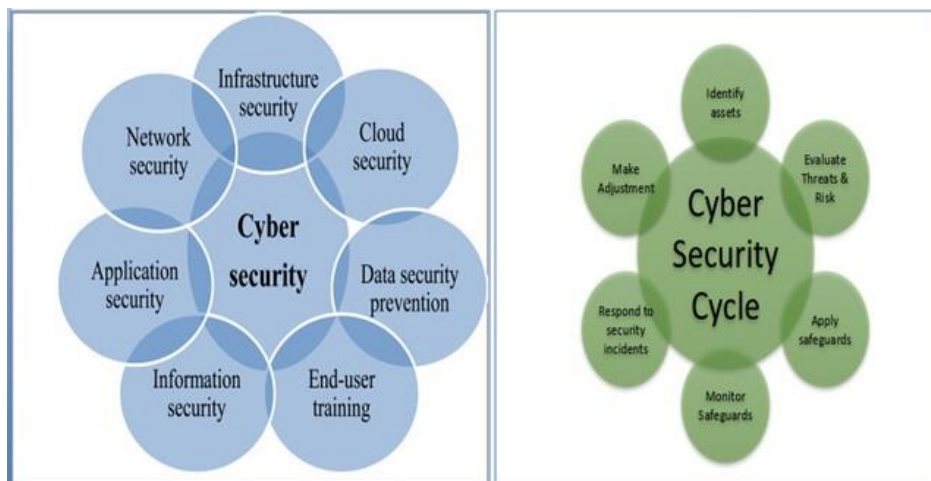 Infrastructure
security
Cloud
security
Data security
prevention
End-user
training
Information
security
Application
security
Network
security
Cyber
security
Identify
assets
Evaluate
Threats &
Risk
Apply
safeguards
Monitor
Safeguards
Respond to
security
incidents
Make
Adjustment
Cyber
Security
Cycle